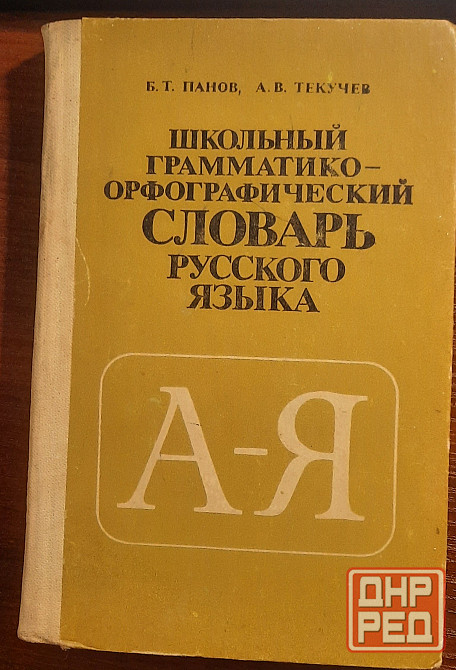 Б. Т. ПАНОВ, А. В. ТЕКУЧЕВ
ШКОЛЬНЫЙ
ГРАММАТИКО-
ОРФОГРАФИЧЕСКИЙ
СЛОВАРЬ
РУССКОГО
ЯЗЫКА
А-Я
ДНР
РЕД